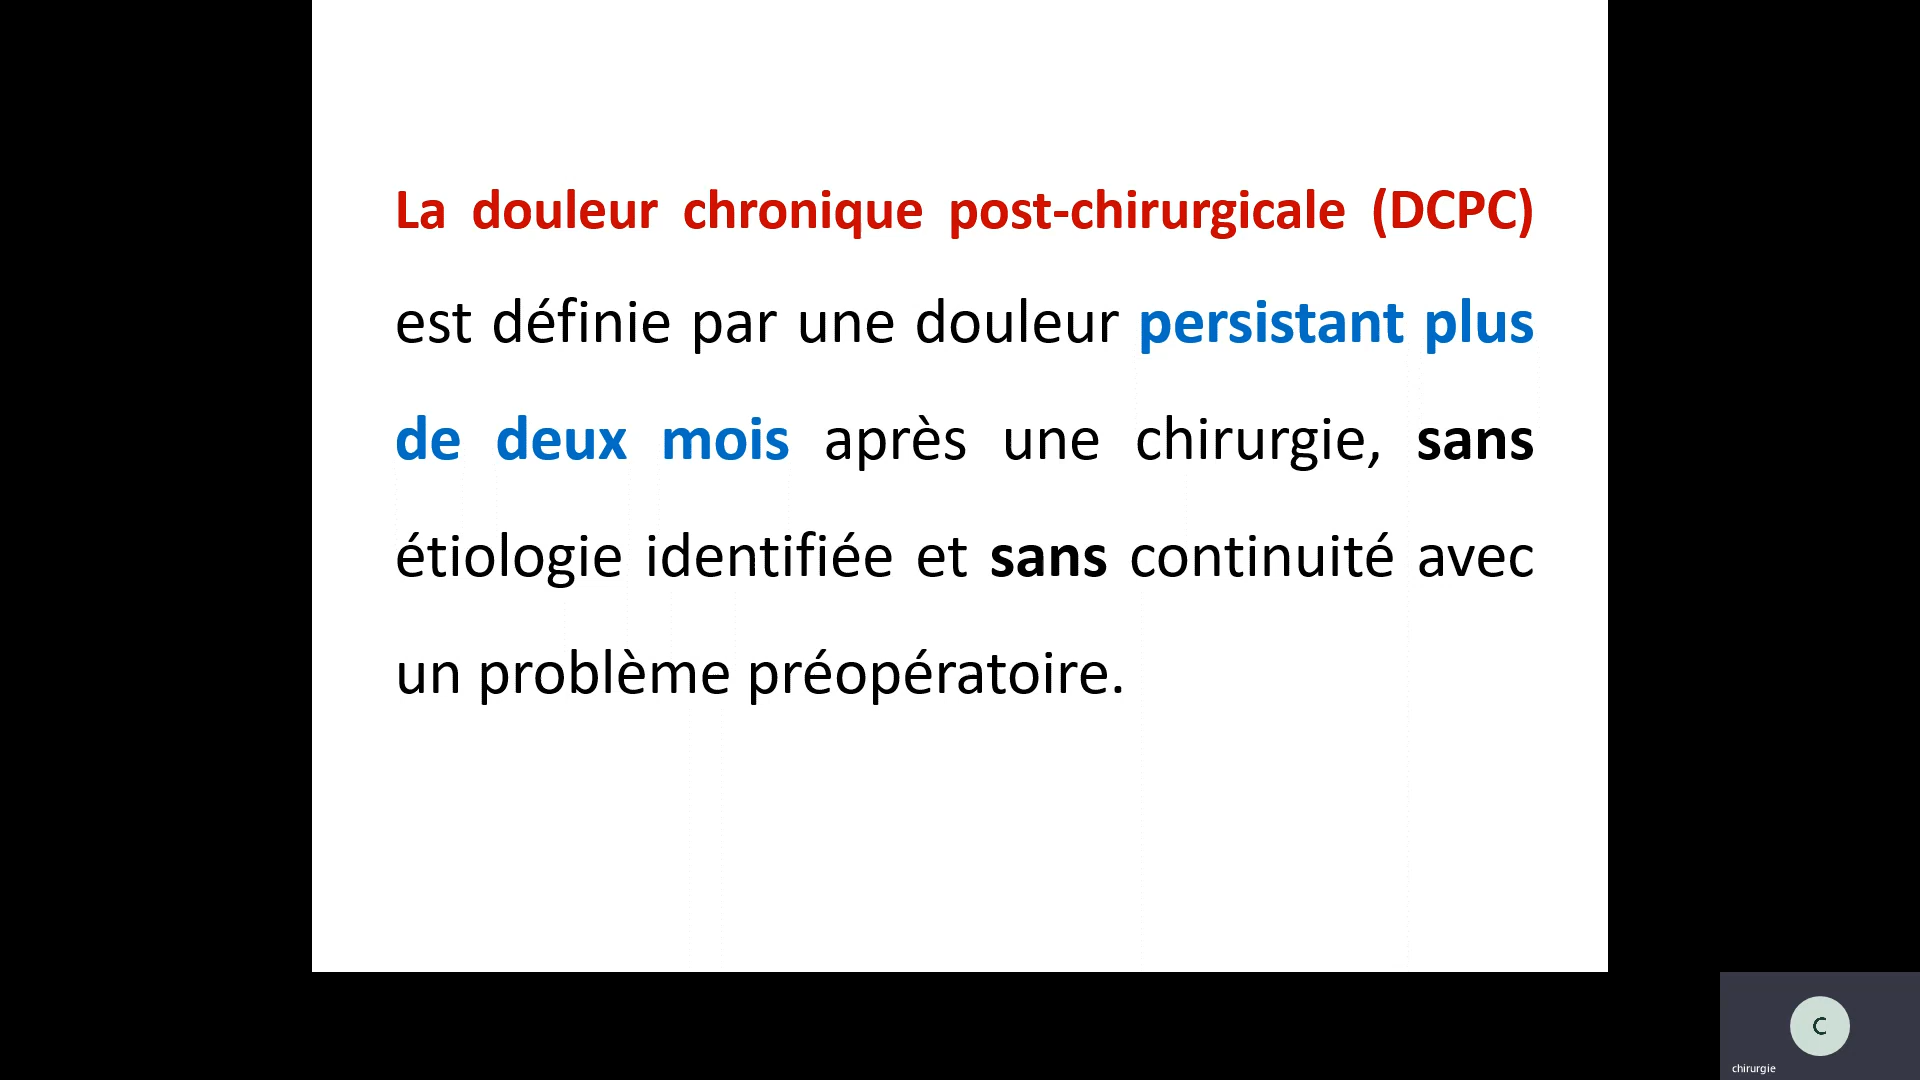 La douleur chronique post-chirurgicale (DCPC)
est définie par une douleur persistant plus
de deux mois après une chirurgie, sans
étiologie identifiée et sans continuité avec
un problème préopératoire.
C
chirurgie